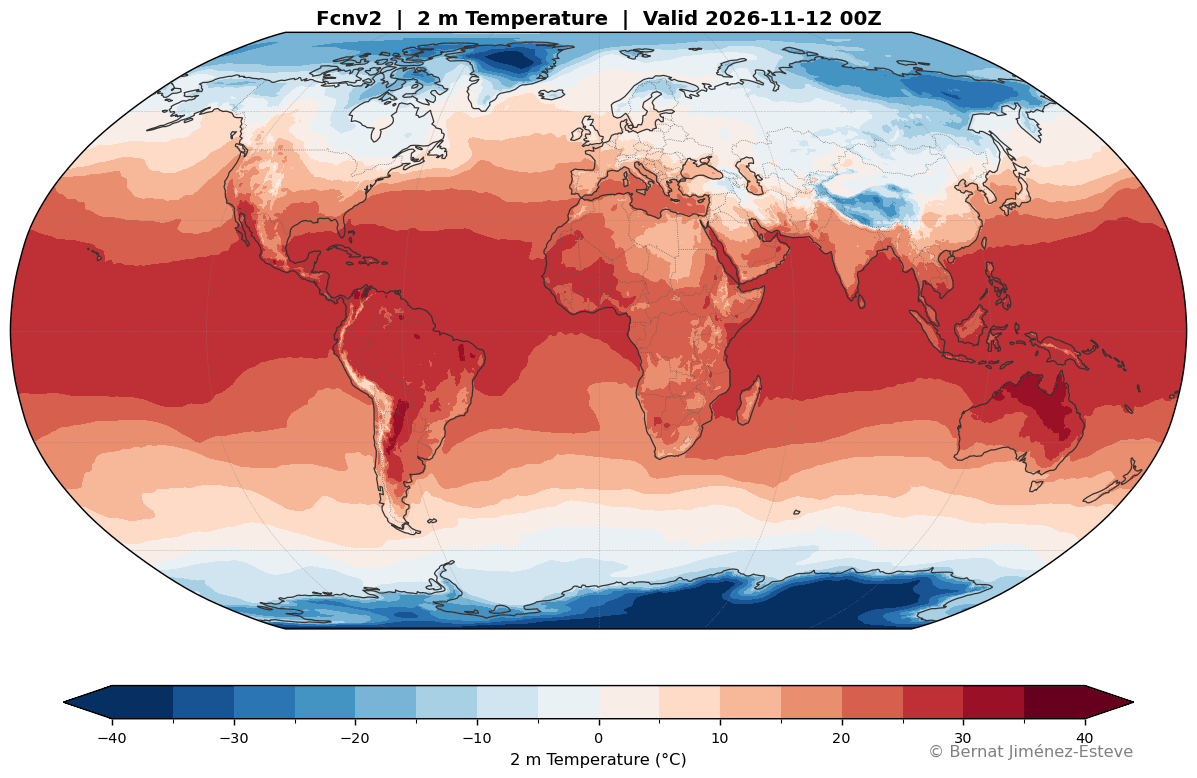 Fcnv2 | 2 m Temperature | Valid 2026-11-12 00Z
−40 −30 −20 −10 0 10 20 30 40
2 m Temperature (°C)
© Bernat Jiménez-Esteve